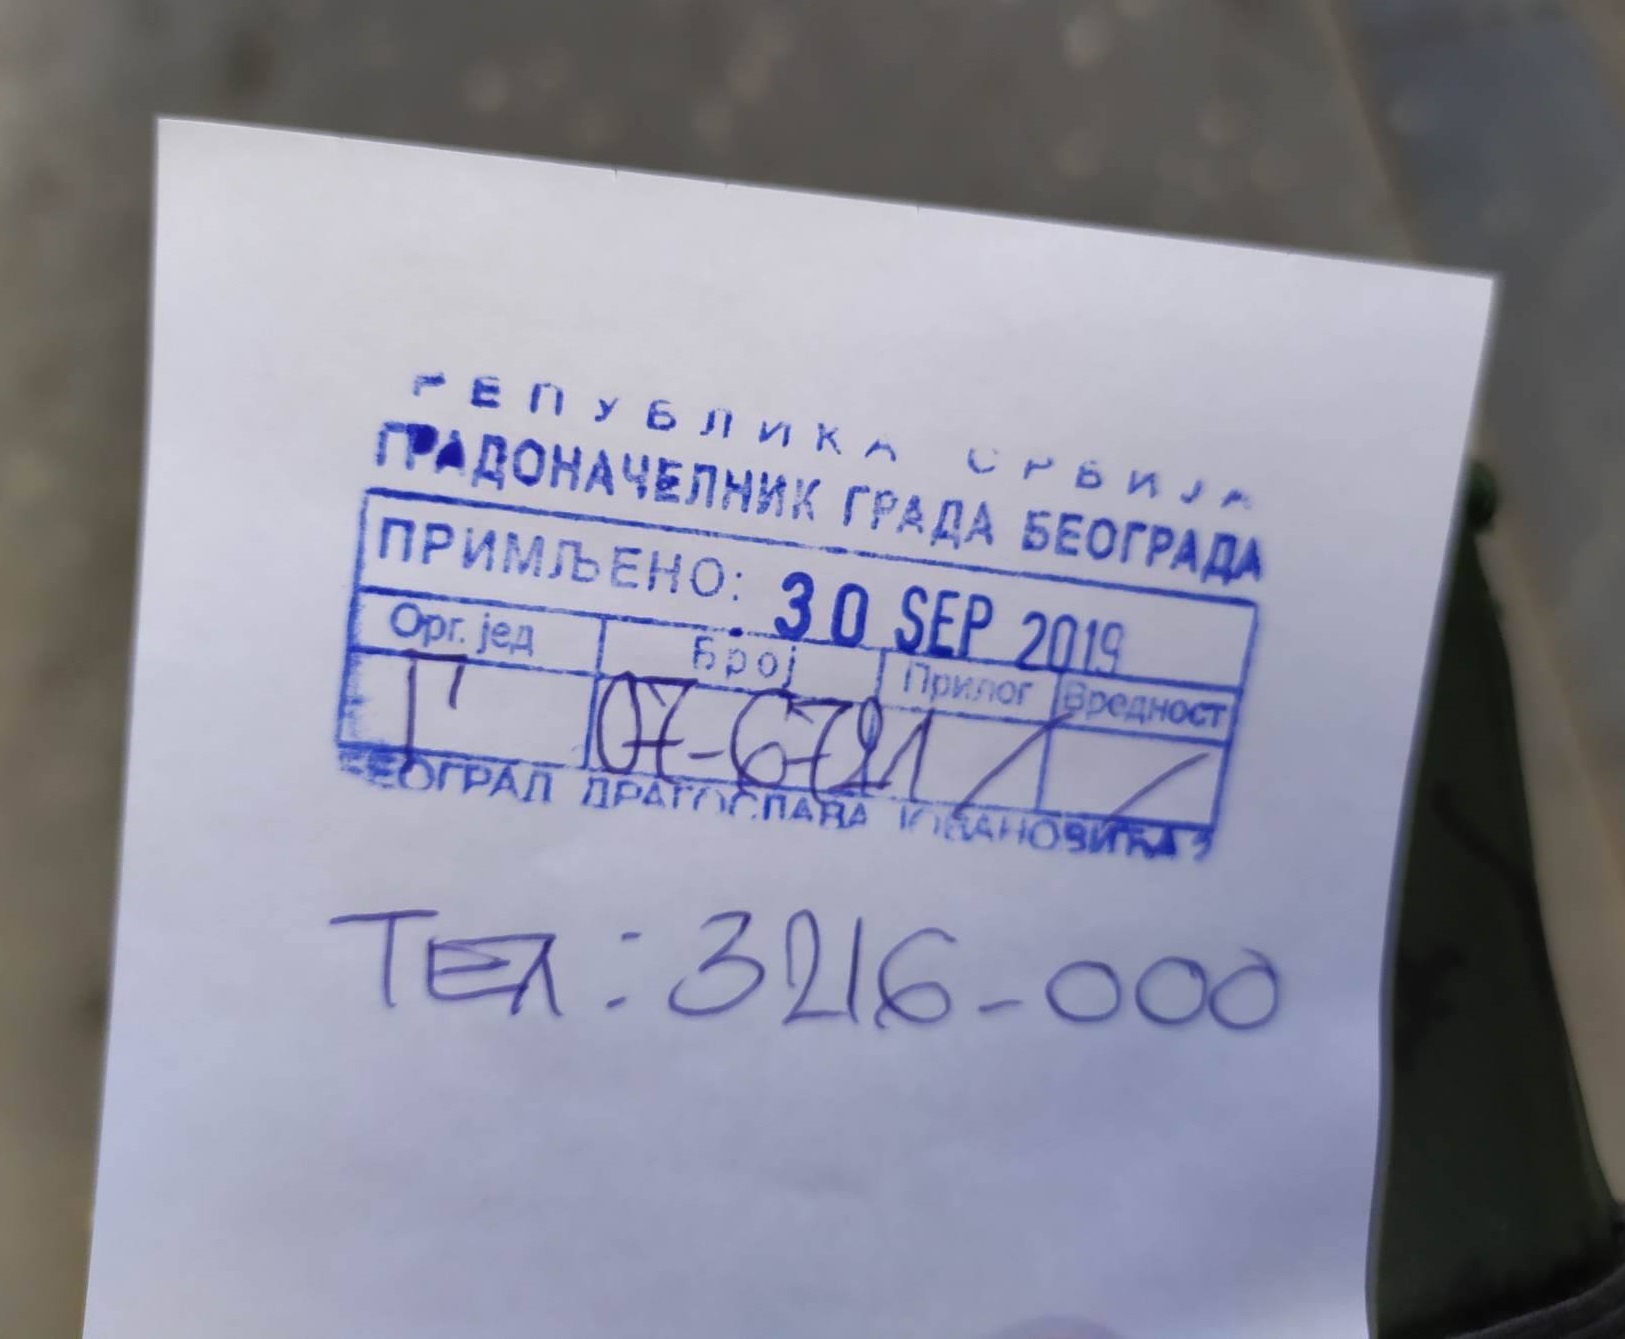 РЕПУБЛИКА СРБИЈА
ГРАДОНАЧЕЛНИК ГРАДА БЕОГРАДА
ПРИМЉЕНО: 30 SEP 2019
Орг. јед Број Прилог Вредност
Г 07-6721 / /
БЕОГРАД ДРАГОСЛАВА ЈОВАНОВИЋА 2
ТЕЛ: 3216-000